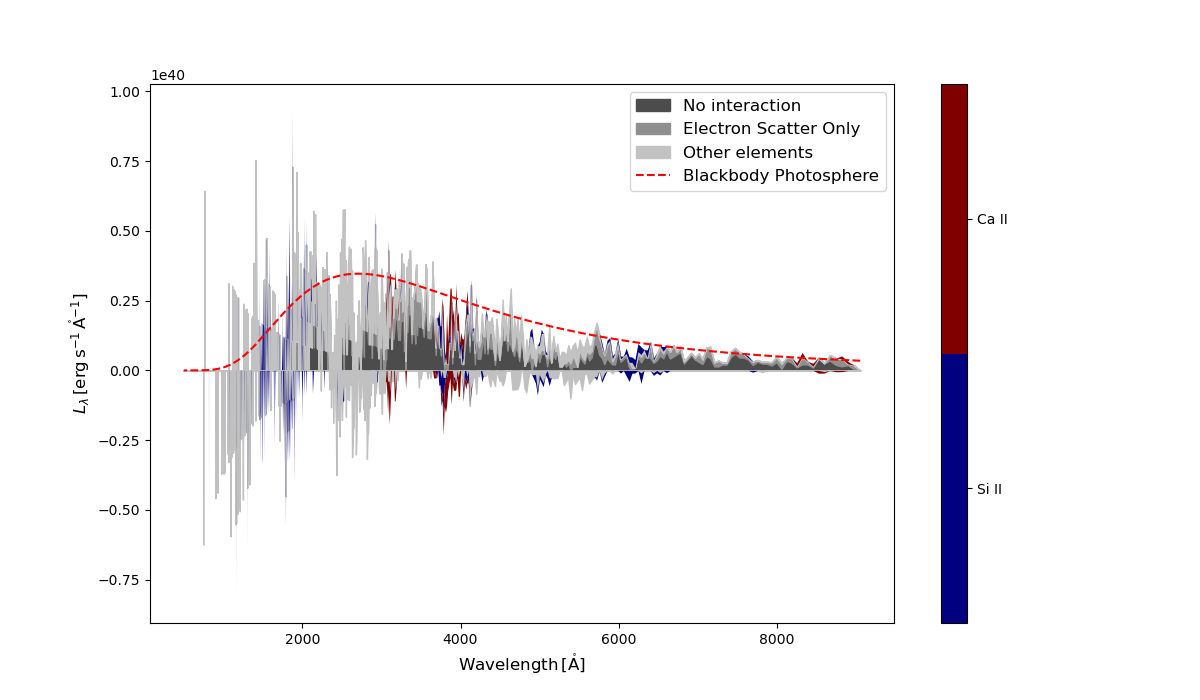 1e40
1.00
0.75
0.50
0.25
0.00
−0.25
−0.50
−0.75
2000
4000
6000
8000
Wavelength [Å]
L_λ [erg s⁻¹ Å⁻¹]
No interaction
Electron Scatter Only
Other elements
Blackbody Photosphere
Ca II
Si II